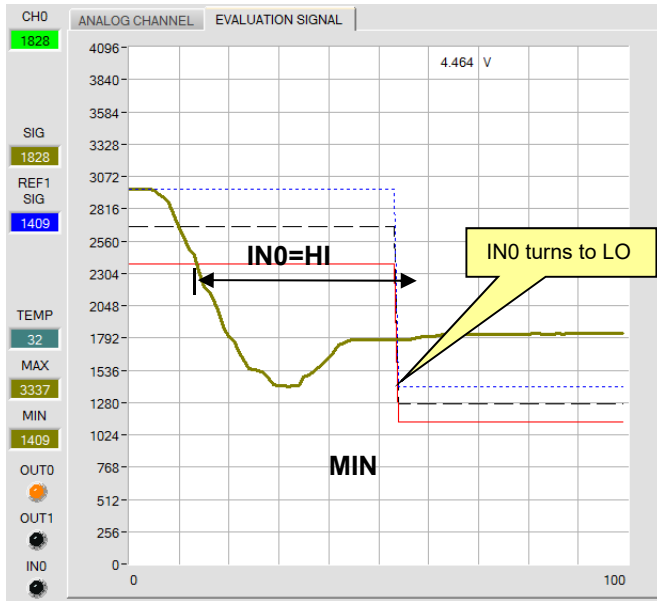 CH0
1828
SIG
1828
REF1
SIG
1409
TEMP
32
MAX
3337
MIN
1409
OUT0
OUT1
IN0
ANALOG CHANNEL
EVALUATION SIGNAL
4.464 V
4096
3840
3584
3328
3072
2816
2560
2304
2048
1792
1536
1280
1024
768
512
256
0
0
100
IN0=HI
IN0 turns to LO
MIN